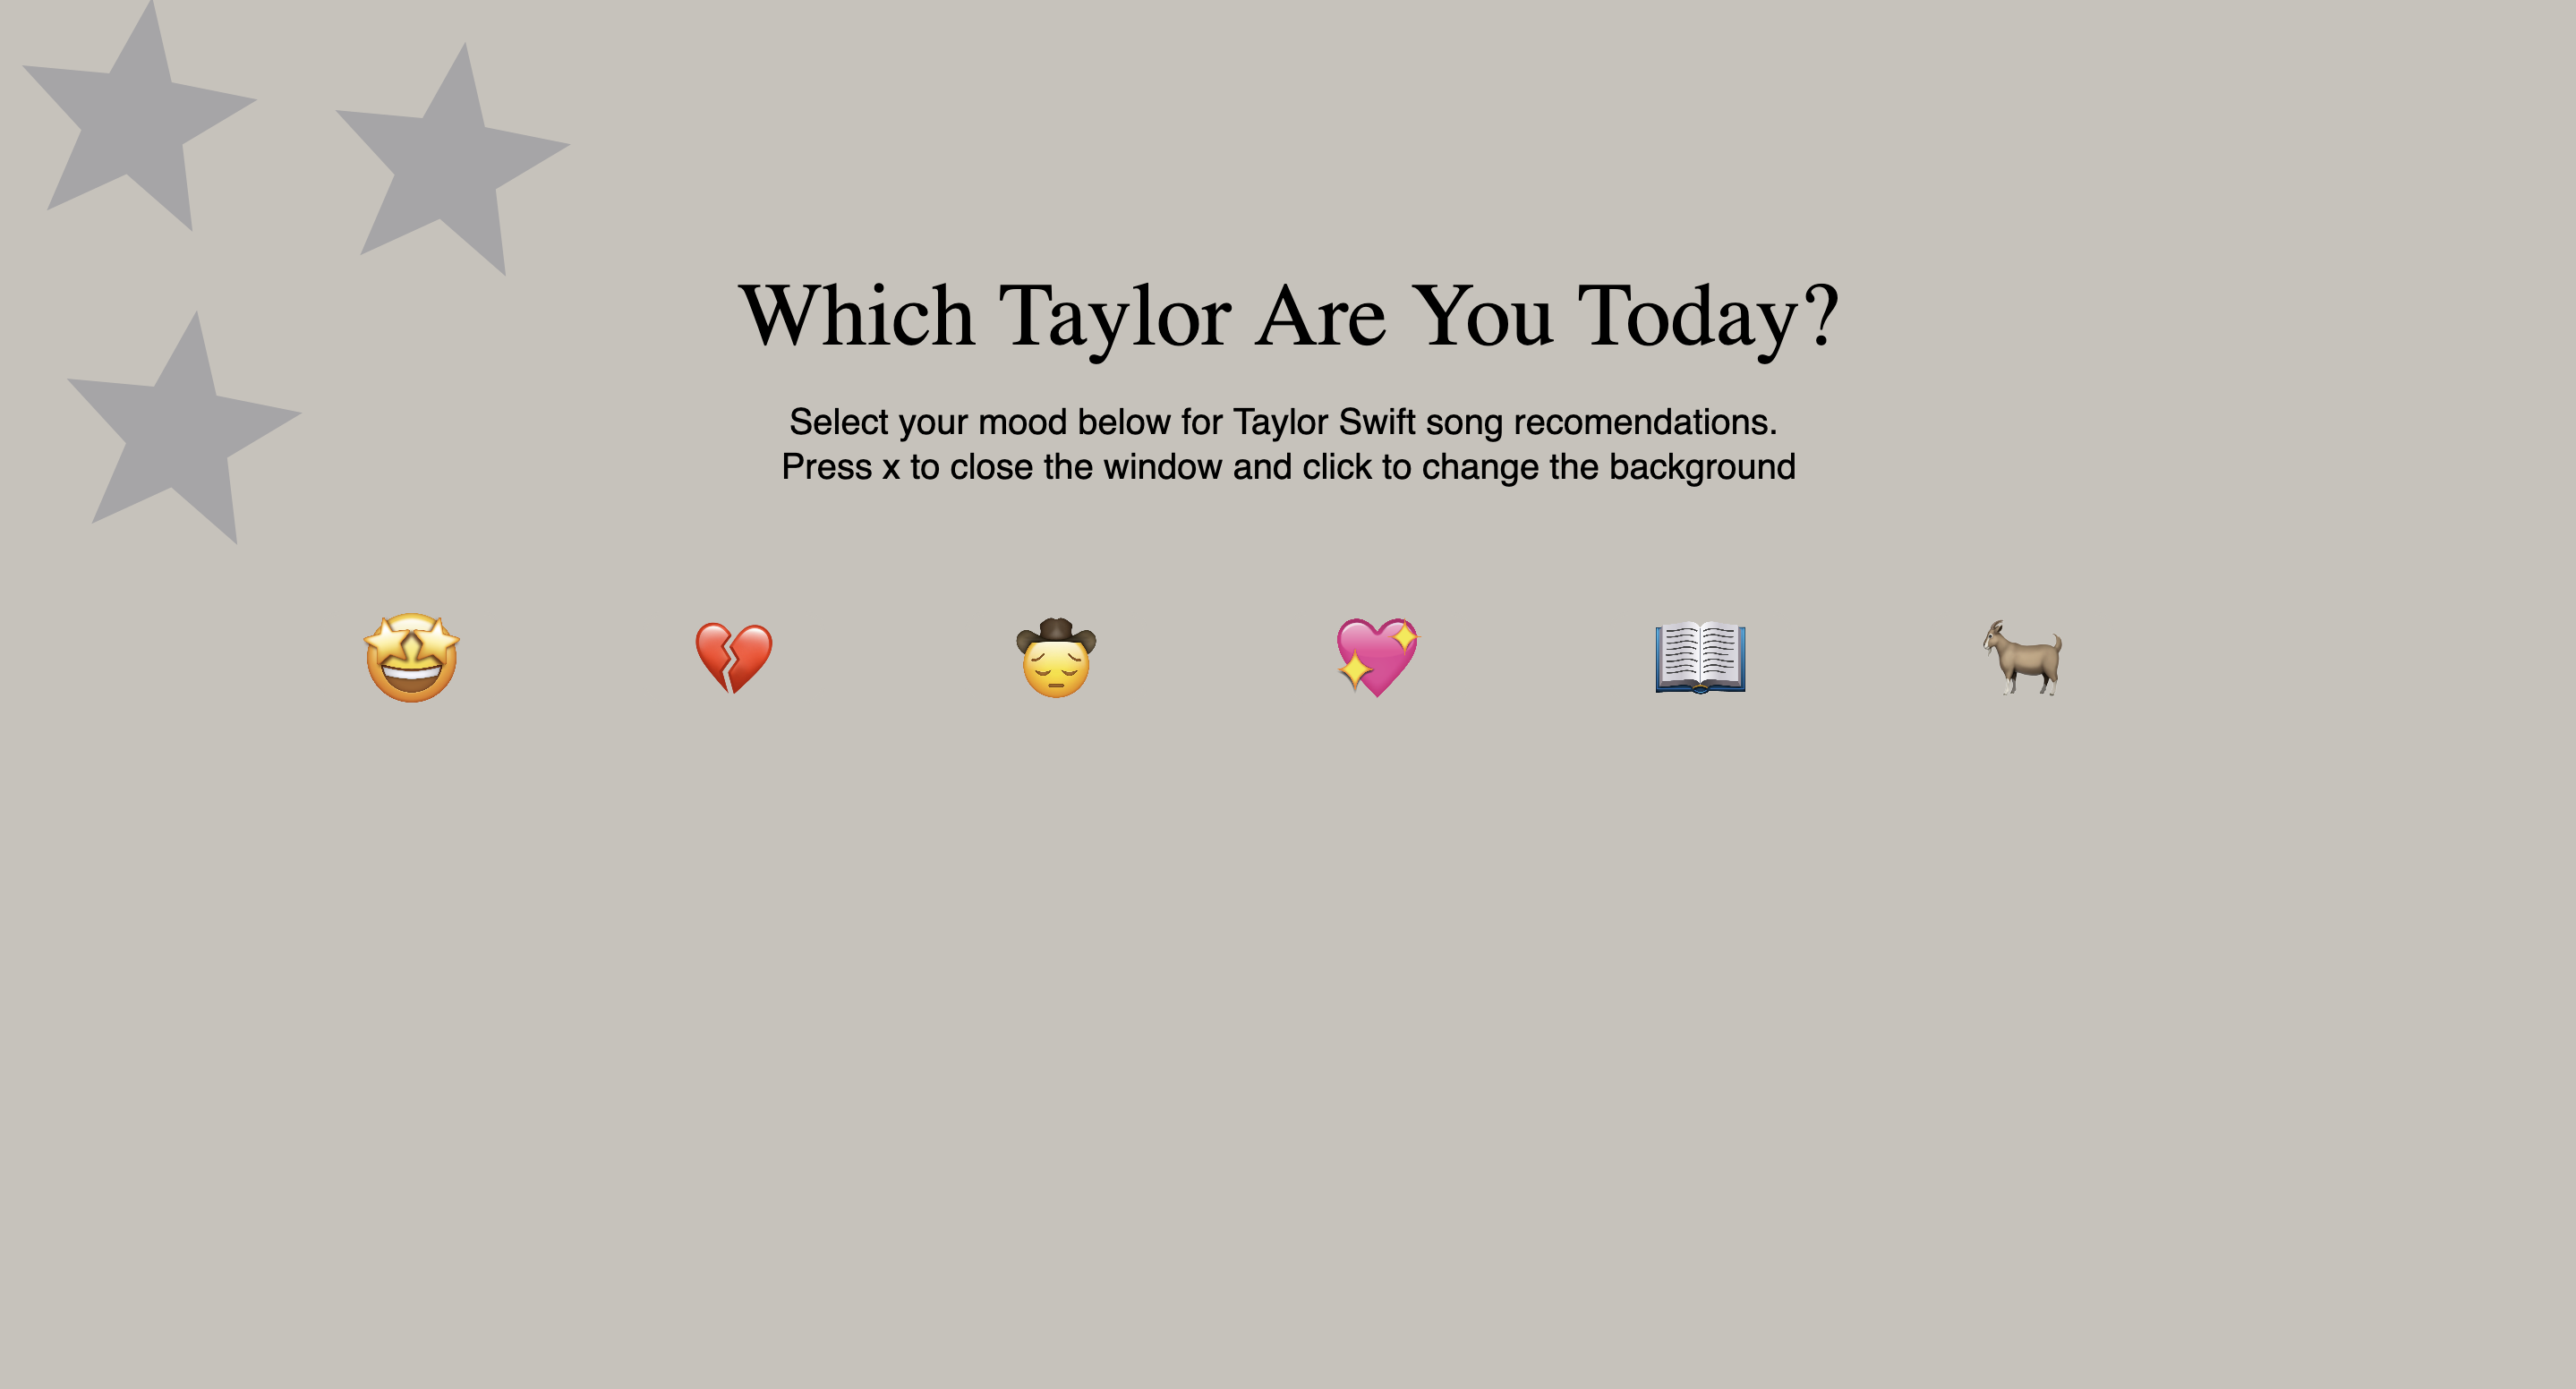 Which Taylor Are You Today?
Select your mood below for Taylor Swift song recomendations.
Press x to close the window and click to change the background